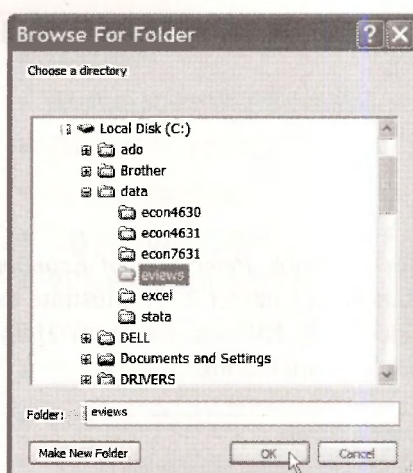 Browse For Folder
Choose a directory
Local Disk (C:)
ado
Brother
data
econ4630
econ4631
econ7631
eviews
excel
stata
DELL
Documents and Settings
DRIVERS
Folder: eviews
Make New Folder OK Cancel